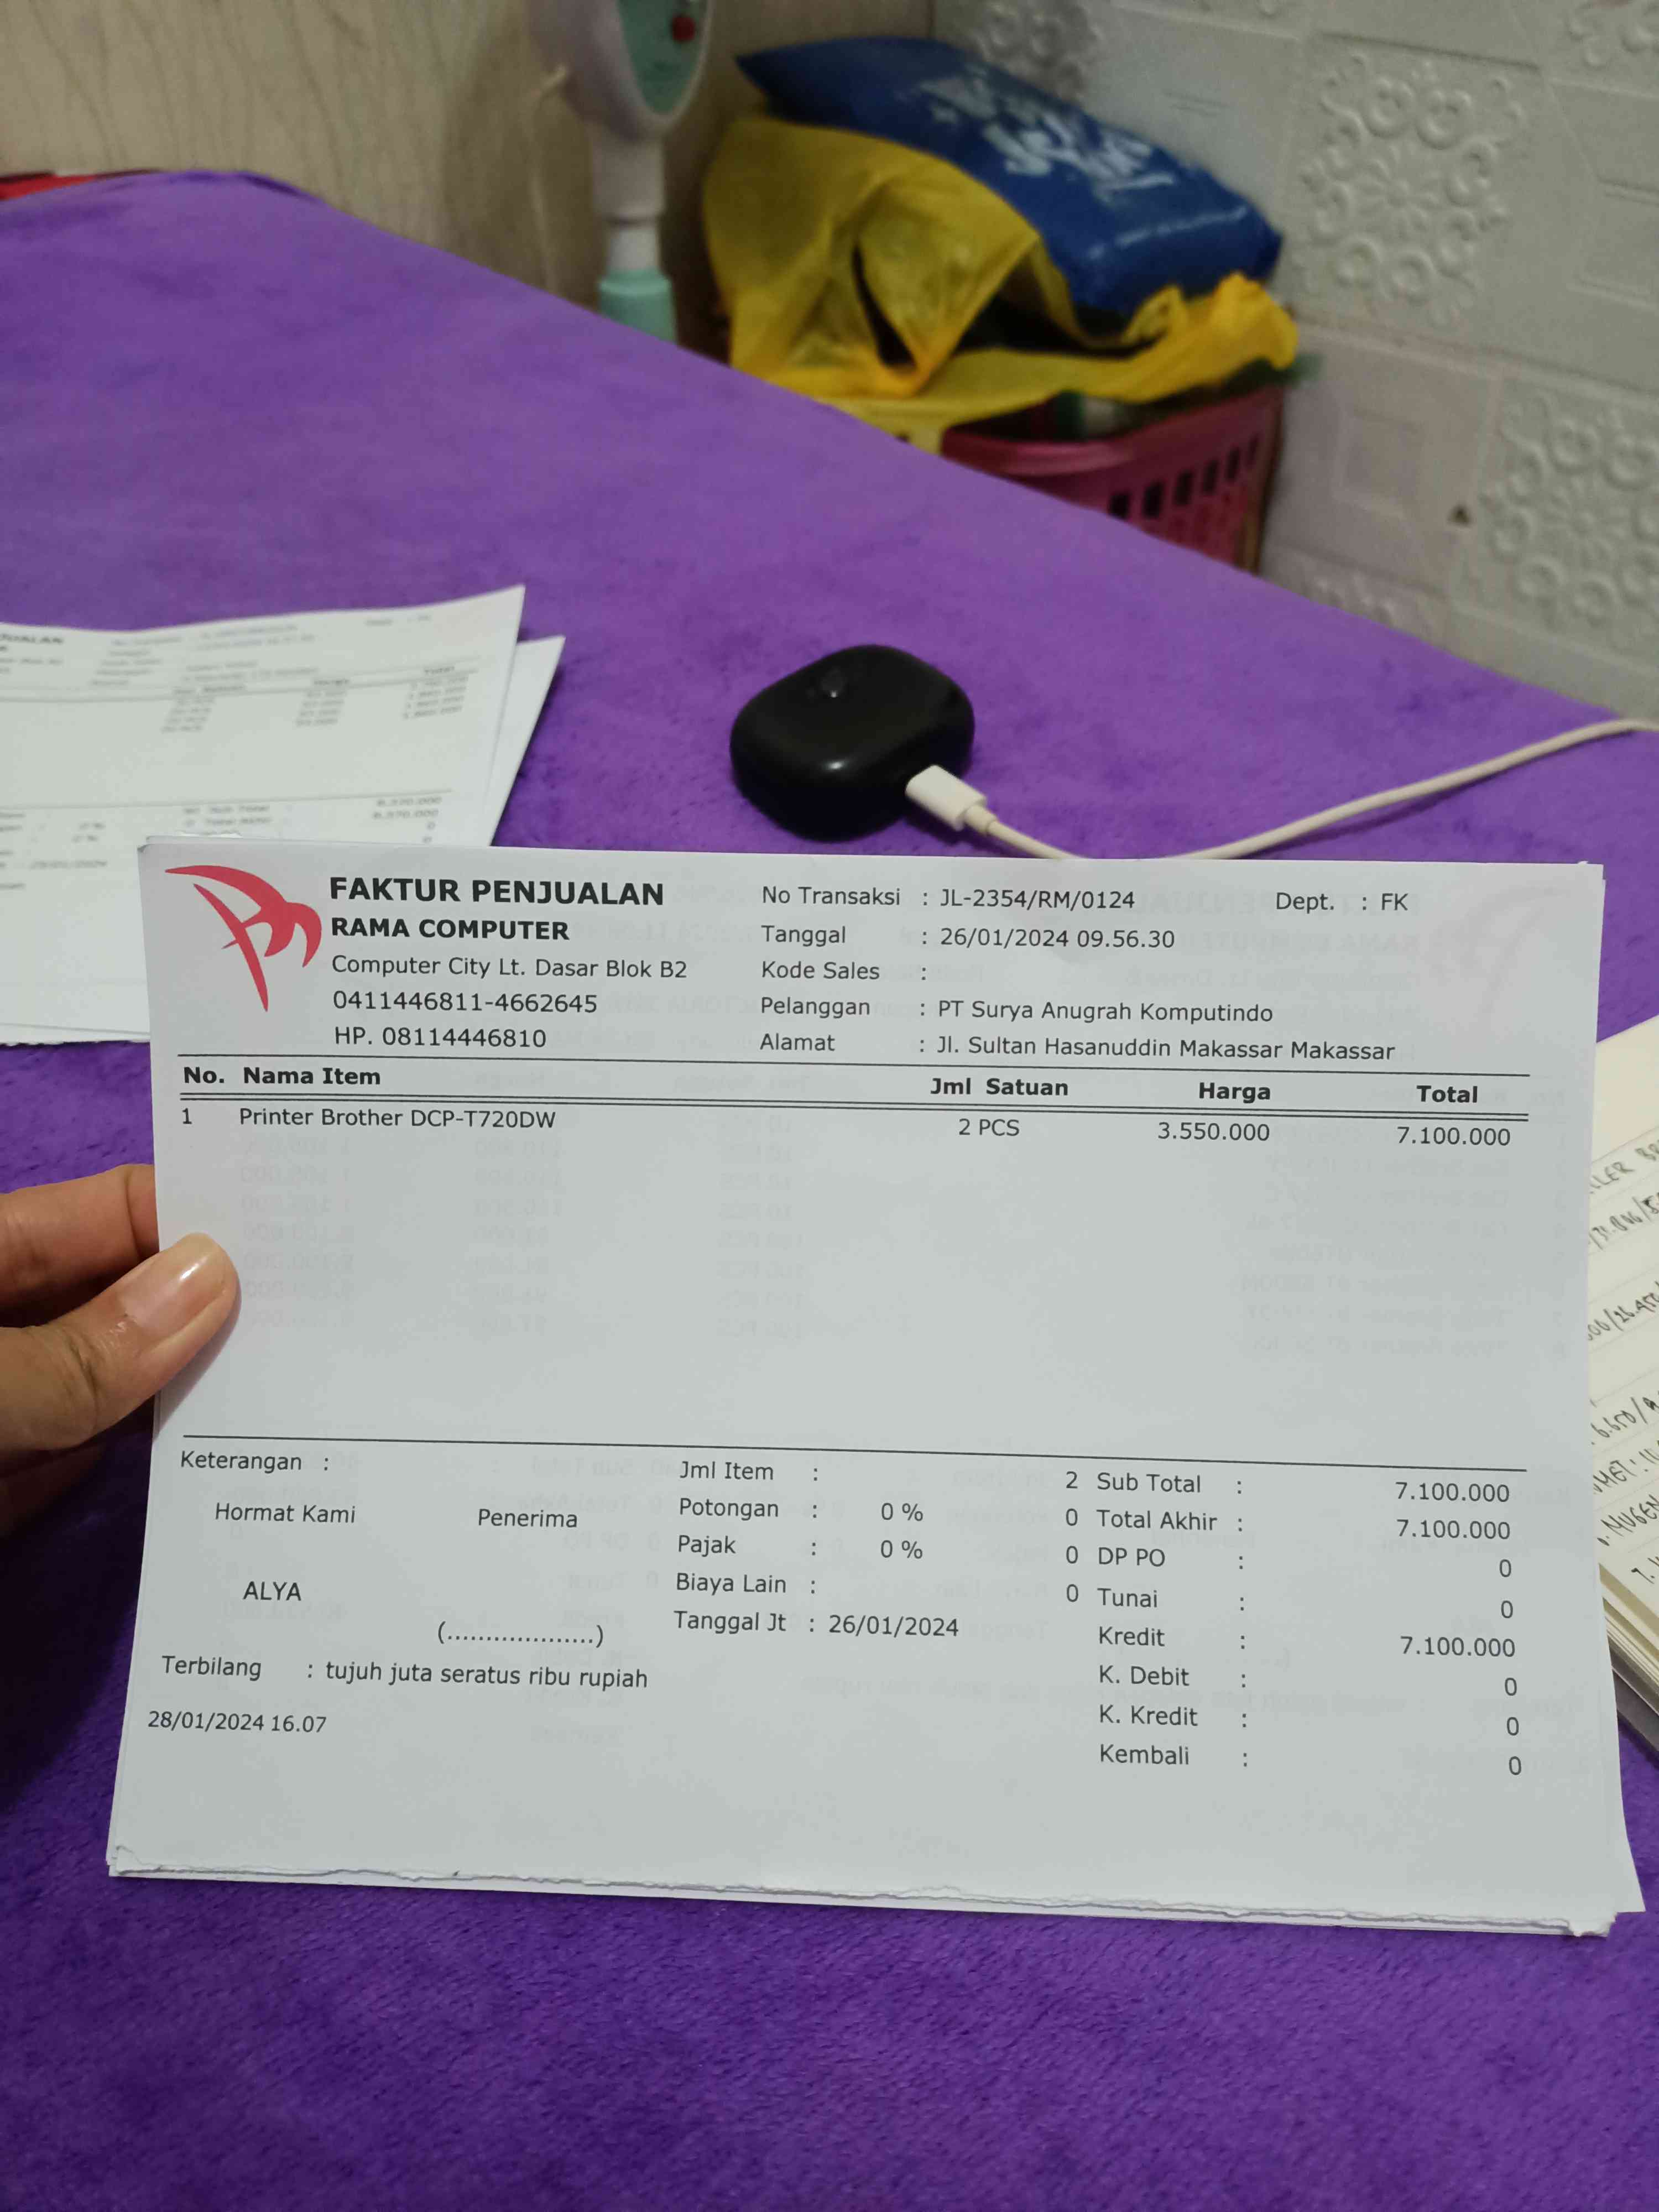 FAKTUR PENJUALAN
RAMA COMPUTER
Computer City Lt. Dasar Blok B2
0411446811-4662645
HP. 08114446810
No Transaksi : JL-2354/RM/0124 Dept. : FK
Tanggal : 26/01/2024 09.56.30
Kode Sales :
Pelanggan : PT Surya Anugrah Komputindo
Alamat : Jl. Sultan Hasanuddin Makassar Makassar
No. Nama Item Jml Satuan Harga Total
1 Printer Brother DCP-T720DW 2 PCS 3.550.000 7.100.000
Keterangan :
Hormat Kami Penerima
ALYA
(...................)
Jml Item : 2
Potongan : 0 % 0
Pajak : 0 % 0
Biaya Lain : 0
Tanggal Jt : 26/01/2024
Sub Total : 7.100.000
Total Akhir : 7.100.000
DP PO : 0
Tunai : 0
Kredit : 7.100.000
K. Debit : 0
K. Kredit : 0
Kembali : 0
Terbilang : tujuh juta seratus ribu rupiah
28/01/2024 16.07